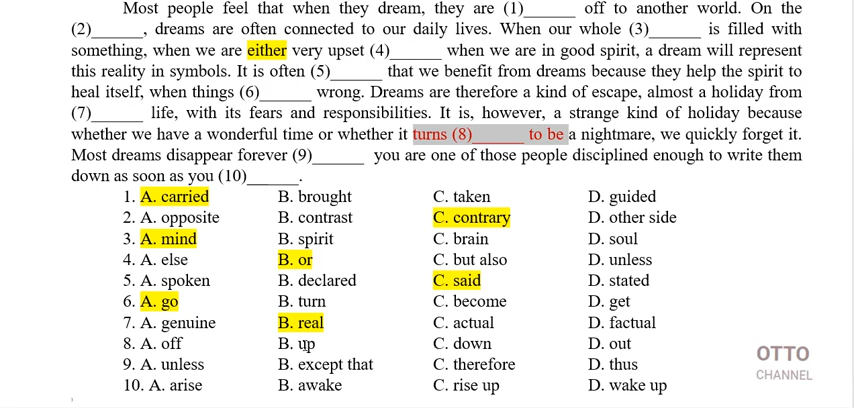 Most people feel that when they dream, they are (1)______ off to another world. On the
(2)______, dreams are often connected to our daily lives. When our whole (3)______ is filled with
something, when we are either very upset (4)______ when we are in good spirit, a dream will represent
this reality in symbols. It is often (5)______ that we benefit from dreams because they help the spirit to
heal itself, when things (6)______ wrong. Dreams are therefore a kind of escape, almost a holiday from
(7)______ life, with its fears and responsibilities. It is, however, a strange kind of holiday because
whether we have a wonderful time or whether it turns (8)______ to be a nightmare, we quickly forget it.
Most dreams disappear forever (9)______ you are one of those people disciplined enough to write them
down as soon as you (10)______.
1. A. carried B. brought C. taken D. guided
2. A. opposite B. contrast C. contrary D. other side
3. A. mind B. spirit C. brain D. soul
4. A. else B. or C. but also D. unless
5. A. spoken B. declared C. said D. stated
6. A. go B. turn C. become D. get
7. A. genuine B. real C. actual D. factual
8. A. off B. up C. down D. out
9. A. unless B. except that C. therefore D. thus
10. A. arise B. awake C. rise up D. wake up
OTTO
CHANNEL